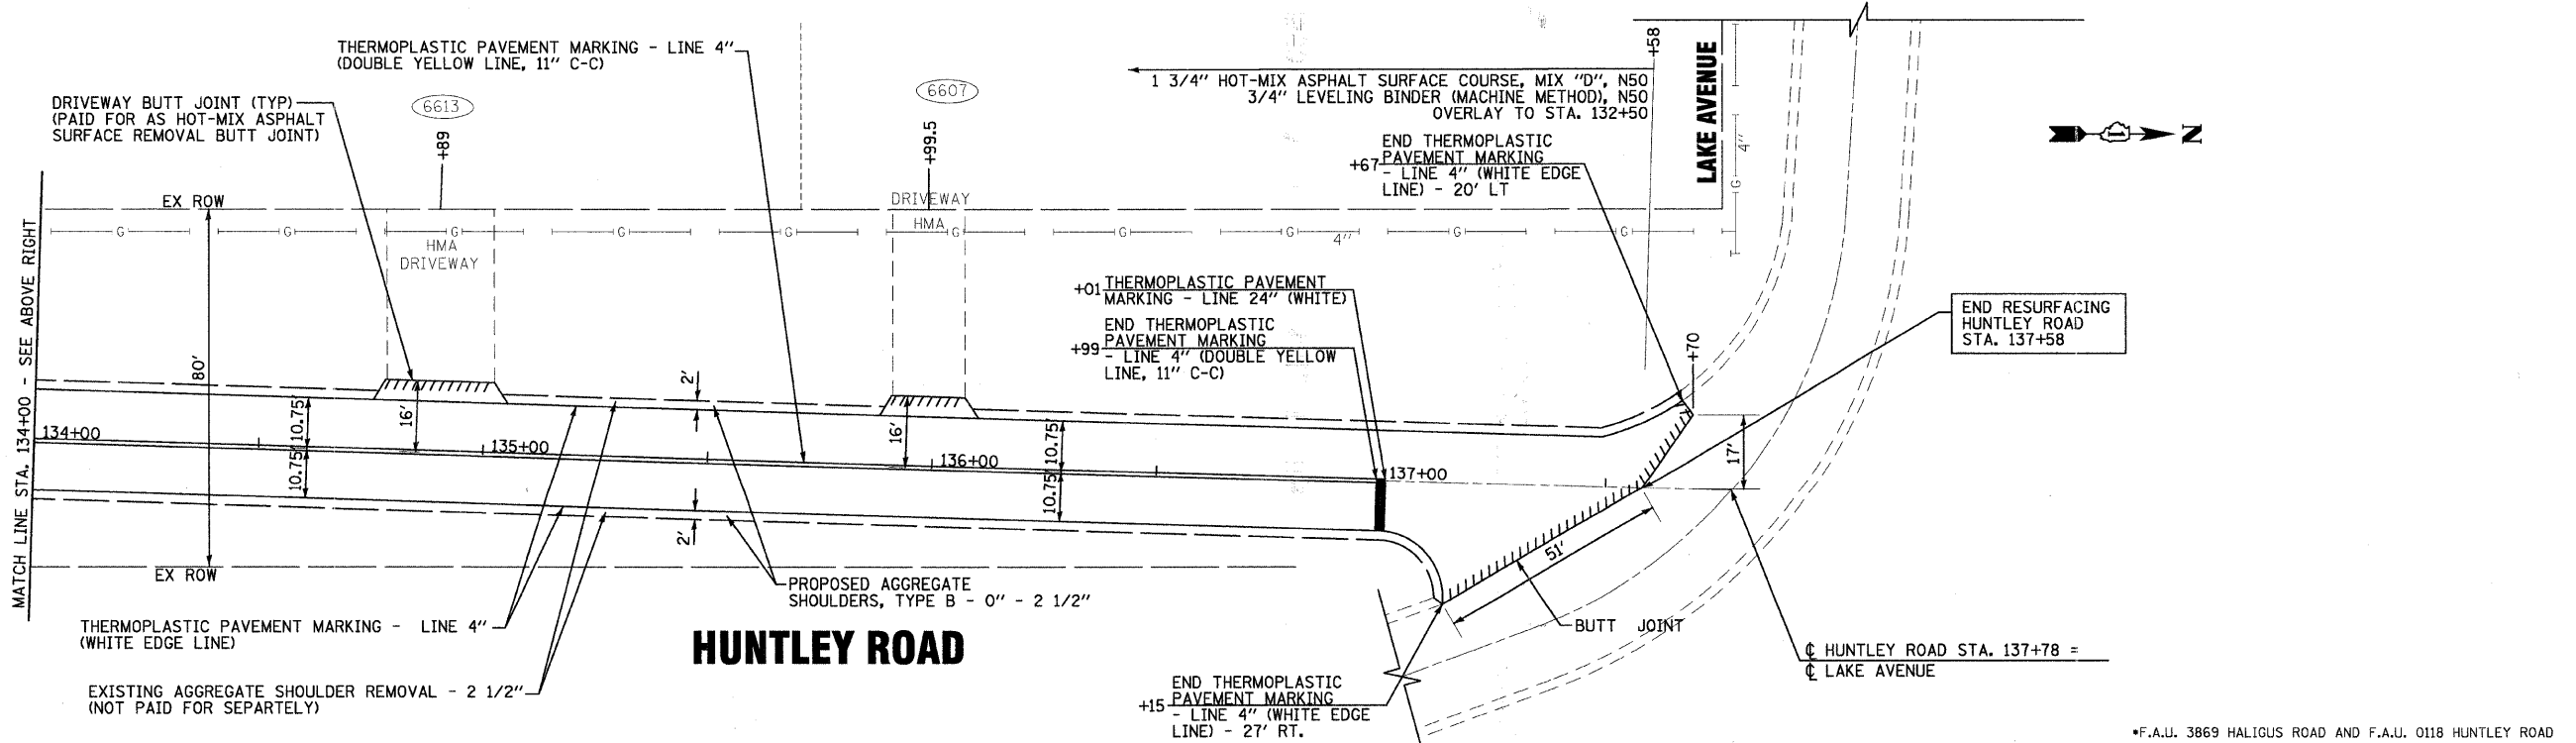 THERMOPLASTIC PAVEMENT MARKING - LINE 4"
(DOUBLE YELLOW LINE, 11" C-C)
DRIVEWAY BUTT JOINT (TYP)
(PAID FOR AS HOT-MIX ASPHALT
SURFACE REMOVAL BUTT JOINT)
6613
+89
6607
+99.5
1 3/4" HOT-MIX ASPHALT SURFACE COURSE, MIX "D", N50
3/4" LEVELING BINDER (MACHINE METHOD), N50
OVERLAY TO STA. 132+50
+58
LAKE AVENUE
4"
G
N
END THERMOPLASTIC
+67 PAVEMENT MARKING
- LINE 4" (WHITE EDGE
LINE) - 20' LT
EX ROW
DRIVEWAY
HMA
G G G G G G G G G G
4"
HMA
DRIVEWAY
MATCH LINE STA. 134+00 - SEE ABOVE RIGHT
80'
+01 THERMOPLASTIC PAVEMENT
MARKING - LINE 24" (WHITE)
END THERMOPLASTIC
+99 PAVEMENT MARKING
- LINE 4" (DOUBLE YELLOW
LINE, 11" C-C)
END RESURFACING
HUNTLEY ROAD
STA. 137+58
+70
2'
16'
16'
10.75'
10.75'
10.75'
10.75'
134+00
135+00
136+00
137+00
17'
2'
51'
EX ROW
PROPOSED AGGREGATE
SHOULDERS, TYPE B - 0" - 2 1/2"
THERMOPLASTIC PAVEMENT MARKING - LINE 4"
(WHITE EDGE LINE)
HUNTLEY ROAD
BUTT JOINT
℄ HUNTLEY ROAD STA. 137+78 =
℄ LAKE AVENUE
EXISTING AGGREGATE SHOULDER REMOVAL - 2 1/2"
(NOT PAID FOR SEPARTELY)
END THERMOPLASTIC
+15 PAVEMENT MARKING
- LINE 4" (WHITE EDGE
LINE) - 27' RT.
*F.A.U. 3869 HALIGUS ROAD AND F.A.U. 0118 HUNTLEY ROAD